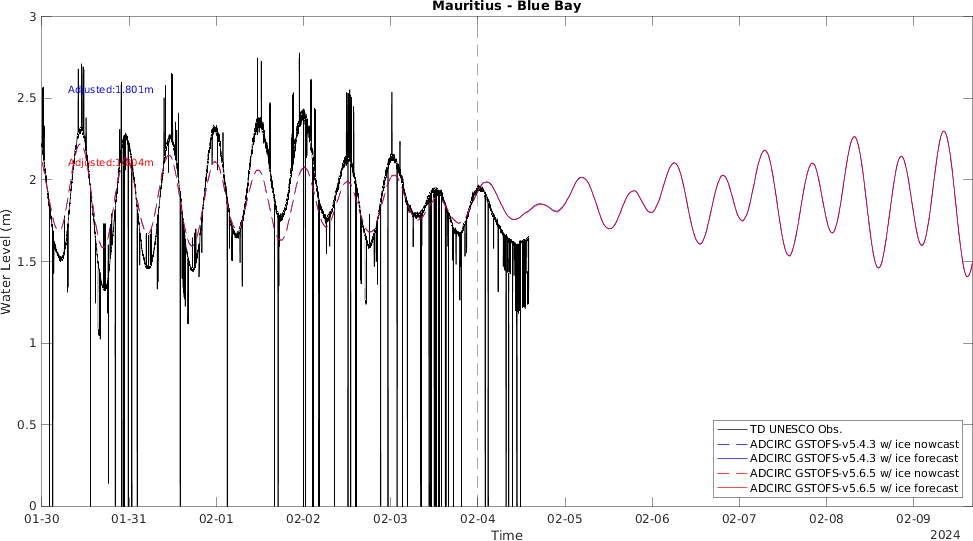 Mauritius - Blue Bay
3
2.5
2
1.5
1
0.5
0
Water Level (m)
Adjusted:1.801m
01-30
01-31
02-01
02-02
02-03
02-04
02-05
02-06
02-07
02-08
02-09
Time
2024
TD UNESCO Obs.
ADCIRC GSTOFS-v5.4.3 w/ ice nowcast
ADCIRC GSTOFS-v5.4.3 w/ ice forecast
ADCIRC GSTOFS-v5.6.5 w/ ice nowcast
ADCIRC GSTOFS-v5.6.5 w/ ice forecast